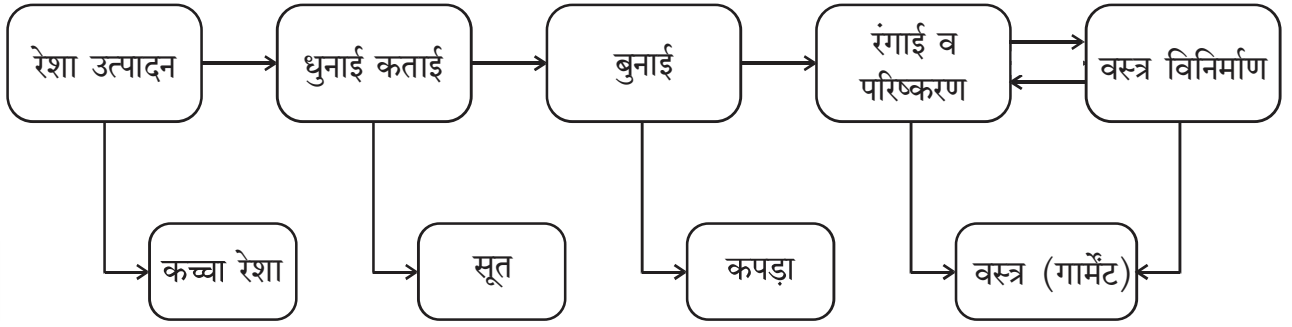 रेशा उत्पादन
धुनाई कताई
बुनाई
रंगाई व
परिष्करण
वस्त्र विनिर्माण
कच्चा रेशा
सूत
कपड़ा
वस्त्र (गार्मेंट)